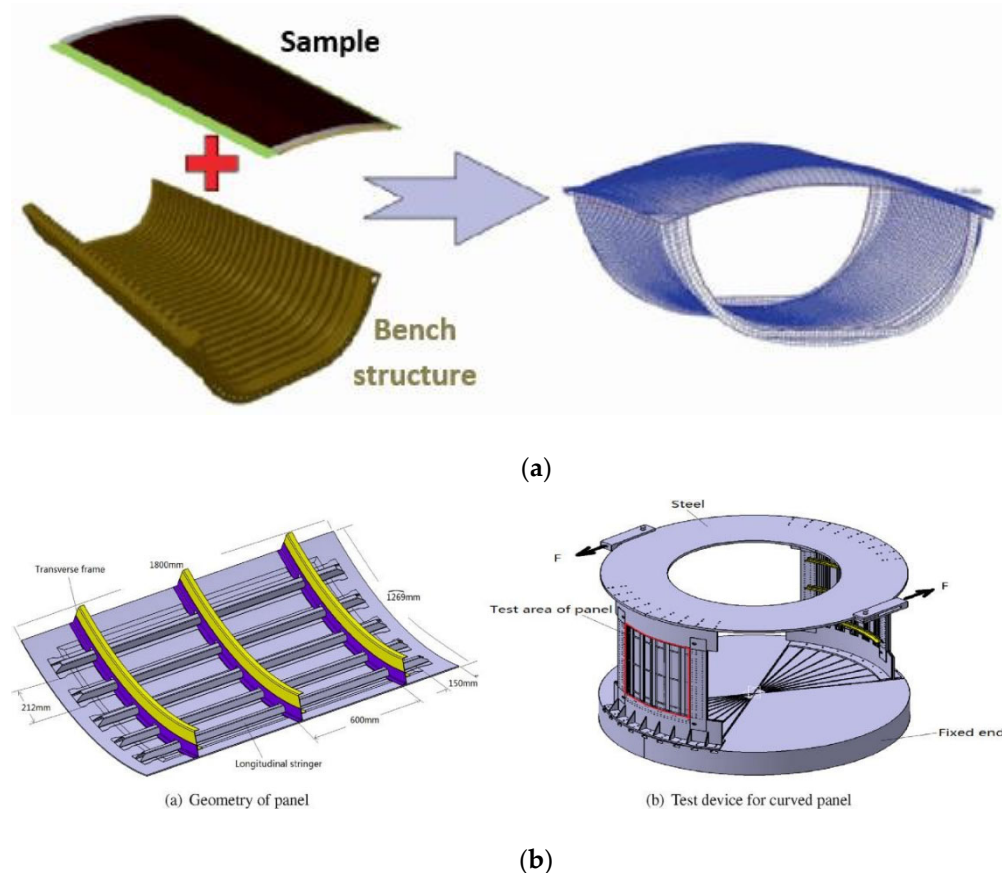 Sample
Bench
structure
(a)
Steel
F
F
Transverse frame
1800mm
1269mm
Test area of panel
150mm
212mm
600mm
Longitudinal stringer
Fixed end
(a) Geometry of panel
(b) Test device for curved panel
(b)